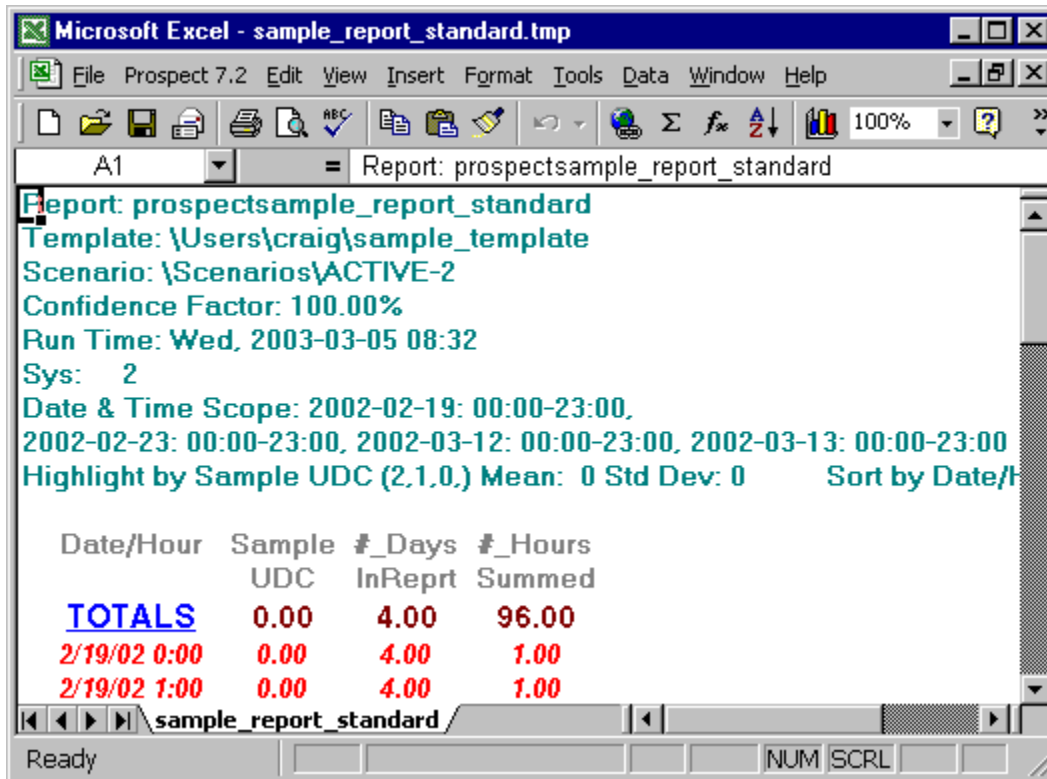 Microsoft Excel - sample_report_standard.tmp
File Prospect 7.2 Edit View Insert Format Tools Data Window Help
ABC Σ fx A Z 100% ? »
A1 = Report: prospectsample_report_standard
Report: prospectsample_report_standard
Template: \Users\craig\sample_template
Scenario: \Scenarios\ACTIVE-2
Confidence Factor: 100.00%
Run Time: Wed, 2003-03-05 08:32
Sys: 2
Date & Time Scope: 2002-02-19: 00:00-23:00,
2002-02-23: 00:00-23:00, 2002-03-12: 00:00-23:00, 2002-03-13: 00:00-23:00
Highlight by Sample UDC (2,1,0,) Mean: 0 Std Dev: 0 Sort by Date/H
Date/Hour Sample #_Days #_Hours
UDC InReprt Summed
TOTALS 0.00 4.00 96.00
2/19/02 0:00 0.00 4.00 1.00
2/19/02 1:00 0.00 4.00 1.00
sample_report_standard
Ready NUM SCRL